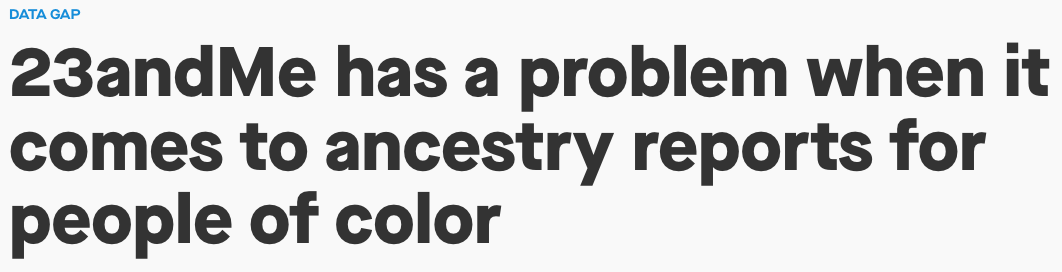 DATA GAP
23andMe has a problem when it
comes to ancestry reports for
people of color